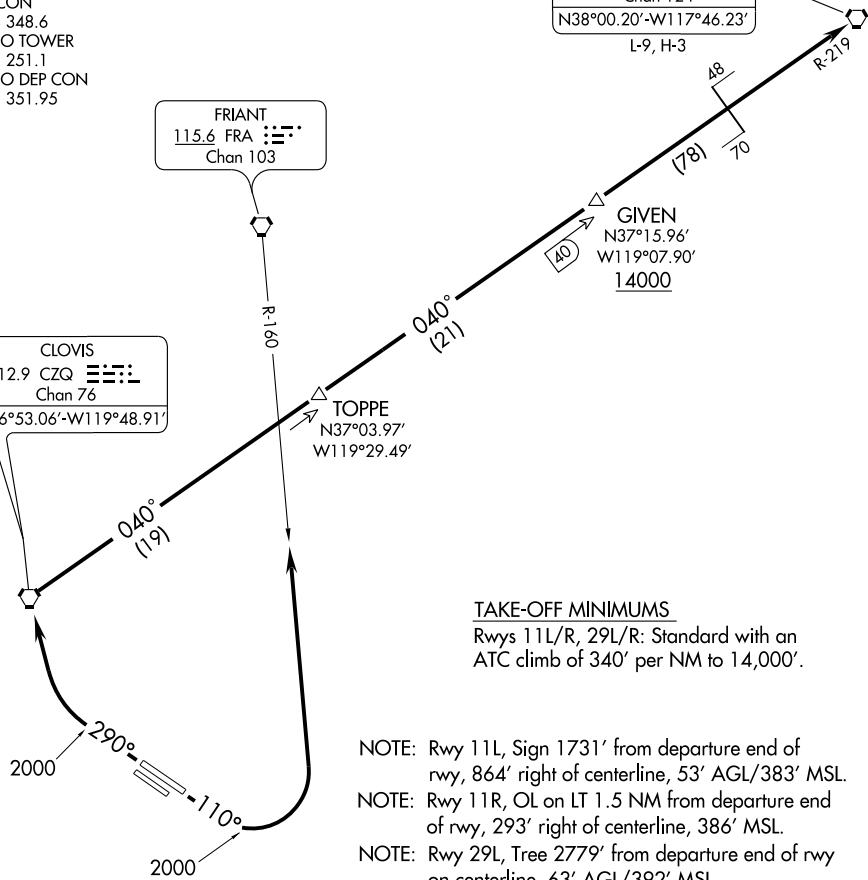 348.6
O TOWER
251.1
O DEP CON
351.95
N38°00.20'-W117°46.23'
L-9, H-3
R-219
48
70
(78)
FRIANT
115.6 FRA
Chan 103
GIVEN
N37°15.96'
W119°07.90'
14000
40
R-160
040°
(21)
CLOVIS
12.9 CZQ
Chan 76
6°53.06'-W119°48.91'
TOPPE
N37°03.97'
W119°29.49'
040°
(19)
TAKE-OFF MINIMUMS
Rwys 11L/R, 29L/R: Standard with an
ATC climb of 340' per NM to 14,000'.
290°
2000
110°
2000
NOTE: Rwy 11L, Sign 1731' from departure end of
rwy, 864' right of centerline, 53' AGL/383' MSL.
NOTE: Rwy 11R, OL on LT 1.5 NM from departure end
of rwy, 293' right of centerline, 386' MSL.
NOTE: Rwy 29L, Tree 2779' from departure end of rwy
on centerline, 63' AGL/392' MSL.